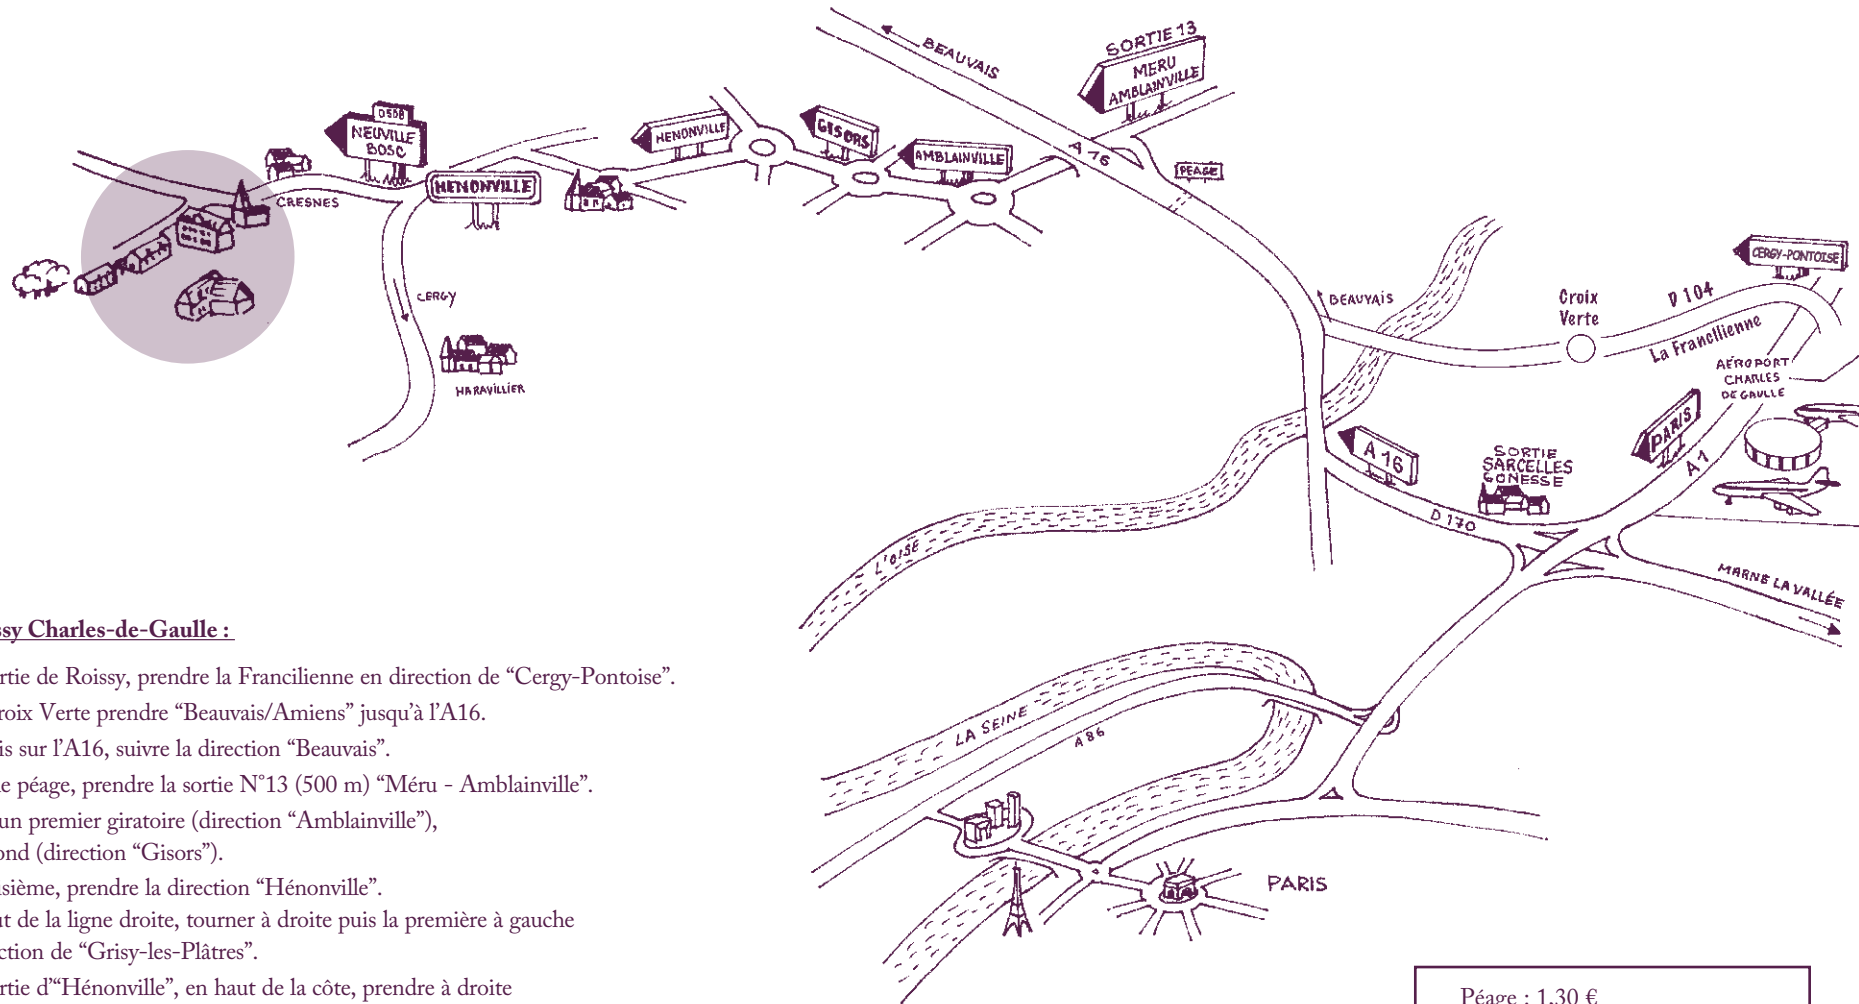 BEAUVAIS
SORTIE 13
MERU
AMBLAINVILLE
D508
NEUVILLE
BOSC
HENONVILLE
GISORS
AMBLAINVILLE
A 16
PEAGE
HENONVILLE
CRESNES
CERGY
HARAVILLIER
BEAUVAIS
CERGY-PONTOISE
Croix
Verte
D 104
La Francilienne
AÉROPORT
CHARLES
DE GAULLE
PARIS
A1
A 16
SORTIE
SARCELLES
GONESSE
D 170
MARNE LA VALLÉE
L'OISE
LA SEINE
A 86
PARIS
ssy Charles-de-Gaulle :
rtie de Roissy, prendre la Francilienne en direction de “Cergy-Pontoise”.
roix Verte prendre “Beauvais/Amiens” jusqu’à l’A16.
is sur l’A16, suivre la direction “Beauvais”.
le péage, prendre la sortie N°13 (500 m) “Méru - Amblainville”.
un premier giratoire (direction “Amblainville”),
ond (direction “Gisors”).
isième, prendre la direction “Hénonville”.
ut de la ligne droite, tourner à droite puis la première à gauche
ction de “Grisy-les-Plâtres”.
rtie d’“Hénonville”, en haut de la côte, prendre à droite
Péage : 1,30 €